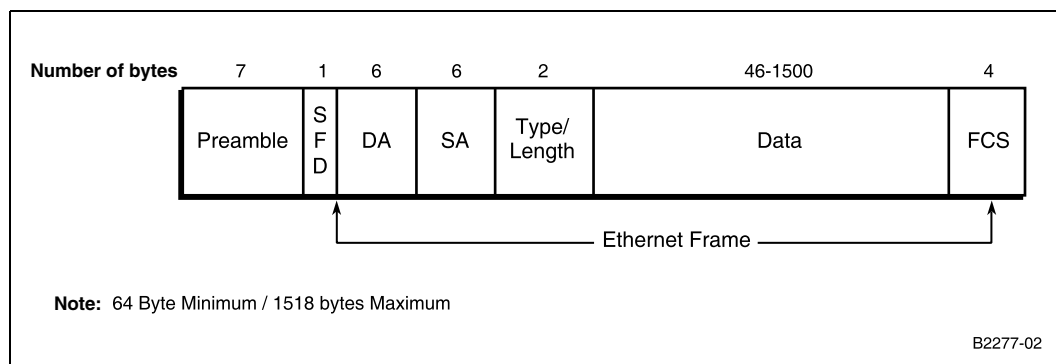 Number of bytes 7 1 6 6 2 46-1500 4
Preamble SFD DA SA Type/Length Data FCS
Ethernet Frame
Note: 64 Byte Minimum / 1518 bytes Maximum
B2277-02